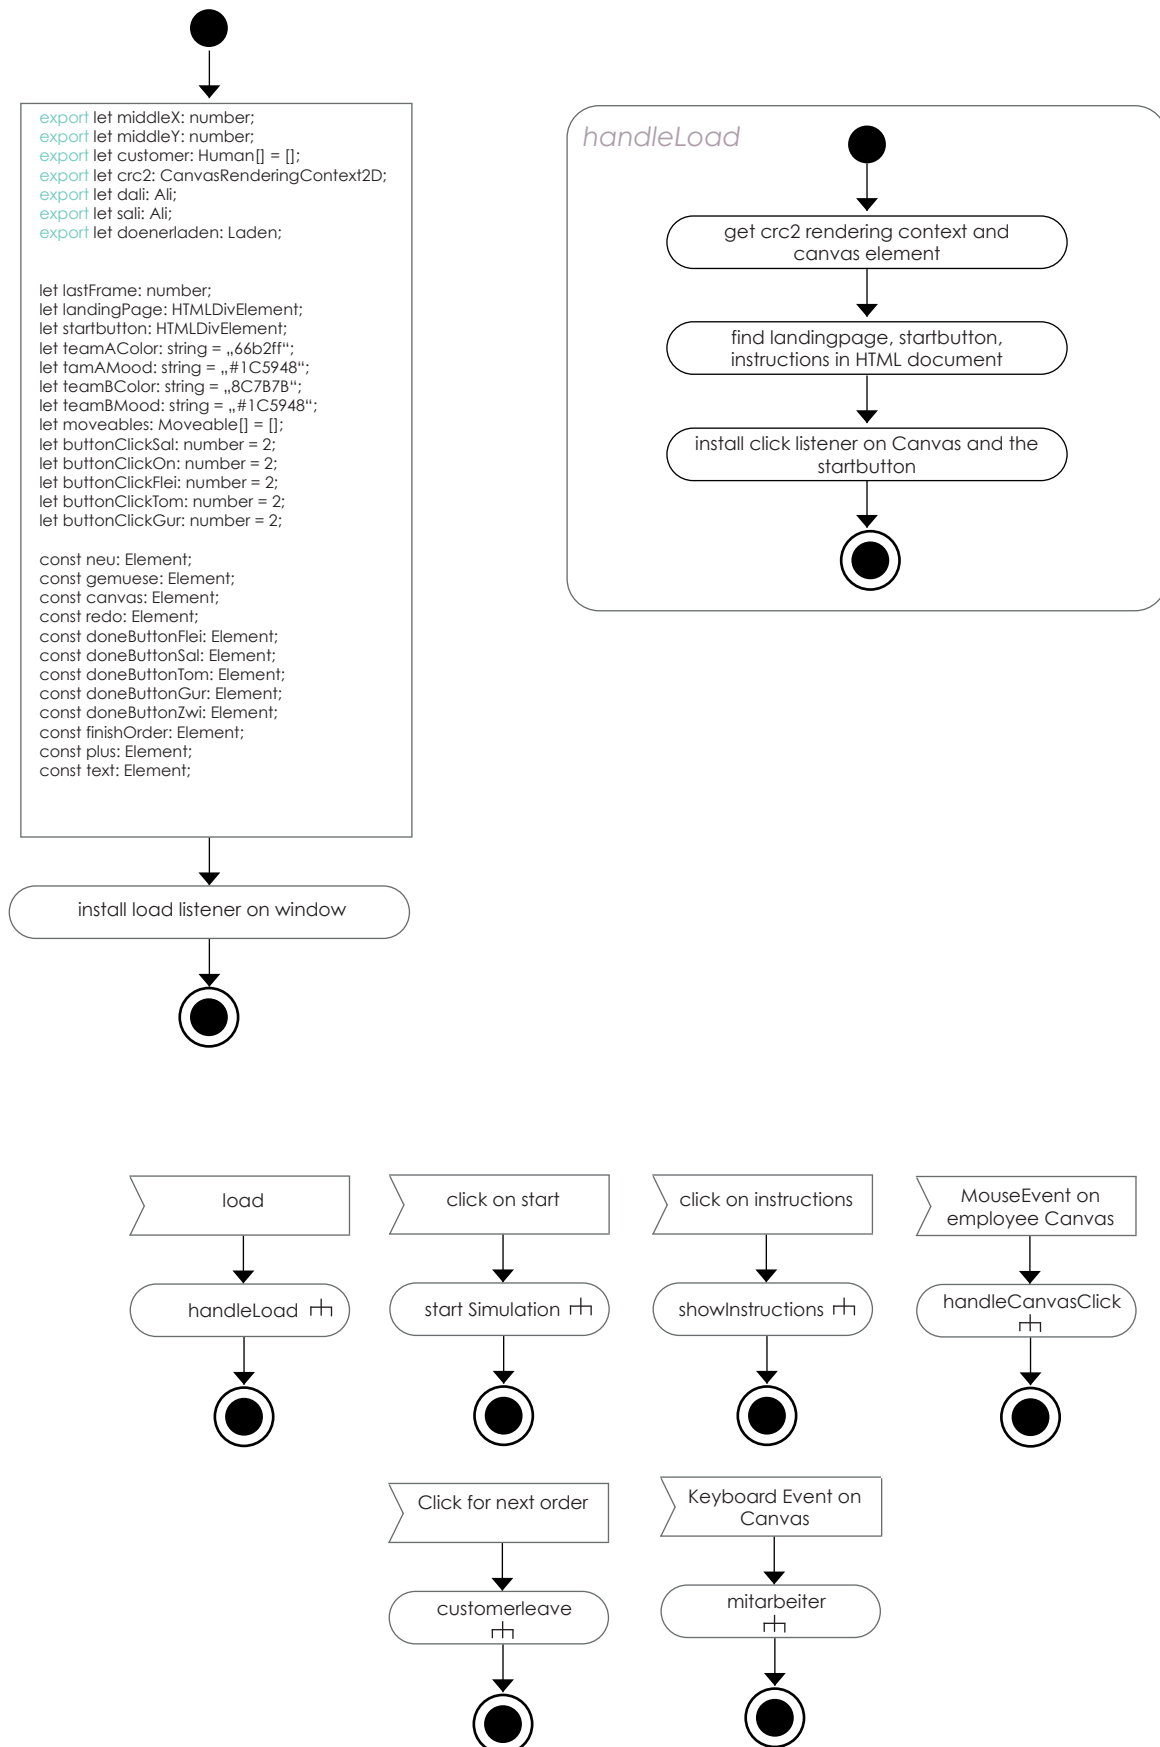 export let middleX: number;
export let middleY: number;
export let customer: Human[] = [];
export let crc2: CanvasRenderingContext2D;
export let dali: Ali;
export let sali: Ali;
export let doenerladen: Laden;
let lastFrame: number;
let landingPage: HTMLDivElement;
let startbutton: HTMLDivElement;
let teamAColor: string = „66b2ff“;
let tamAMood: string = „#1C5948“;
let teamBColor: string = „8C7B7B“;
let teamBMood: string = „#1C5948“;
let moveables: Moveable[] = [];
let buttonClickSal: number = 2;
let buttonClickOn: number = 2;
let buttonClickFlei: number = 2;
let buttonClickTom: number = 2;
let buttonClickGur: number = 2;
const neu: Element;
const gemuese: Element;
const canvas: Element;
const redo: Element;
const doneButtonFlei: Element;
const doneButtonSal: Element;
const doneButtonTom: Element;
const doneButtonGur: Element;
const doneButtonZwi: Element;
const finishOrder: Element;
const plus: Element;
const text: Element;
install load listener on window
handleLoad
get crc2 rendering context and
canvas element
find landingpage, startbutton,
instructions in HTML document
install click listener on Canvas and the
startbutton
load
handleLoad
click on start
start Simulation
click on instructions
showInstructions
MouseEvent on
employee Canvas
handleCanvasClick
Click for next order
customerleave
Keyboard Event on
Canvas
mitarbeiter